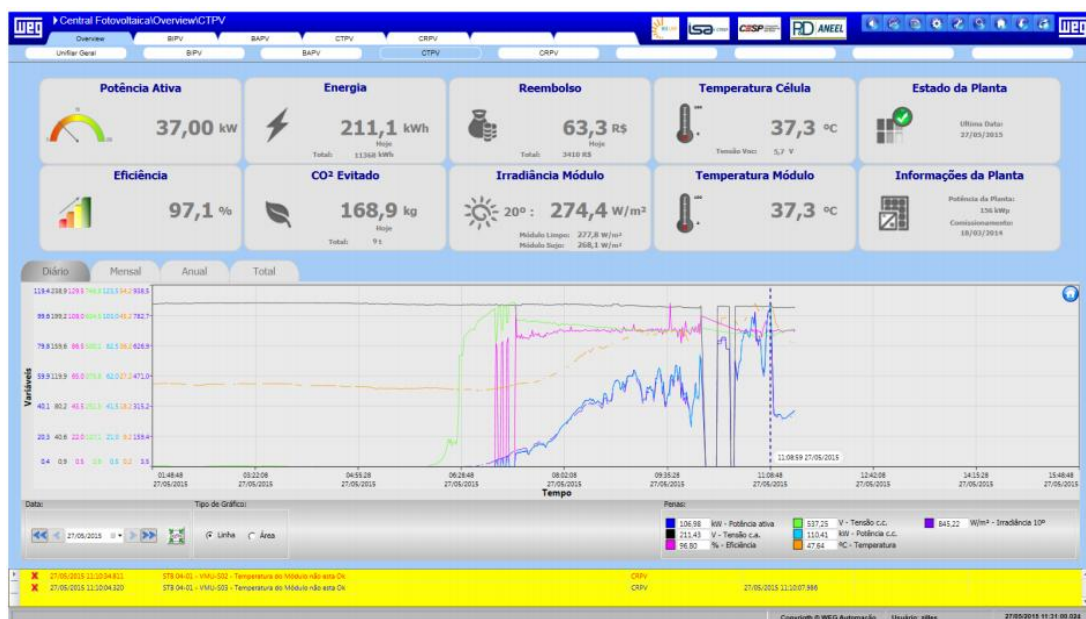 weg
Central Fotovoltaica\Overview\CTPV
isa
CESP
P&D ANEEL
weg
Overview BIPV BAPV CTPV CRPV
Unifilar Geral BIPV BAPV CTPV CRPV
Potência Ativa
37,00 kW
Energia
211,1 kWh
Hoje
Total: 11368 kWh
Reembolso
63,3 R$
Hoje
Total: 3410 R$
Temperatura Célula
37,3 ºC
Tensão Voc: 5,7 V
Estado da Planta
Ultima Data:
27/05/2015
Eficiência
97,1 %
CO² Evitado
168,9 kg
Hoje
Total: 9 t
Irradiância Módulo
20º : 274,4 W/m²
Módulo Limpo: 277,8 W/m²
Módulo Sujo: 268,1 W/m²
Temperatura Módulo
37,3 ºC
Informações da Planta
Potência da Planta:
156 kWp
Comissionamento:
18/02/2014
Diário Mensal Anual Total
Variáveis
11:08:59 27/05/2015
01:48:48 03:22:08 04:55:28 06:28:48 08:02:08 09:35:28 11:08:48 12:42:08 14:15:28 15:48:48
27/05/2015 27/05/2015 27/05/2015 27/05/2015 27/05/2015 27/05/2015 27/05/2015 27/05/2015 27/05/2015 27/05/2015
Tempo
Data:
27/05/2015
Tipo de Gráfico:
Linha Área
Penas:
106,98 kW - Potência ativa
211,43 V - Tensão c.a.
96,80 % - Eficiência
537,25 V - Tensão c.c.
110,41 kW - Potência c.c.
47,64 ºC - Temperatura
845,22 W/m² - Irradiância 10º
27/05/2015 11:10:34.811 STB 04-01 - VMU-S02 - Temperatura do Módulo não esta Ok CRPV
27/05/2015 11:10:04.320 STB 04-01 - VMU-S03 - Temperatura do Módulo não esta Ok CRPV 27/05/2015 11:10:07.988
Copyrigth © WEG Automação Usuário, zilles 27/05/2015 11:31:00.024